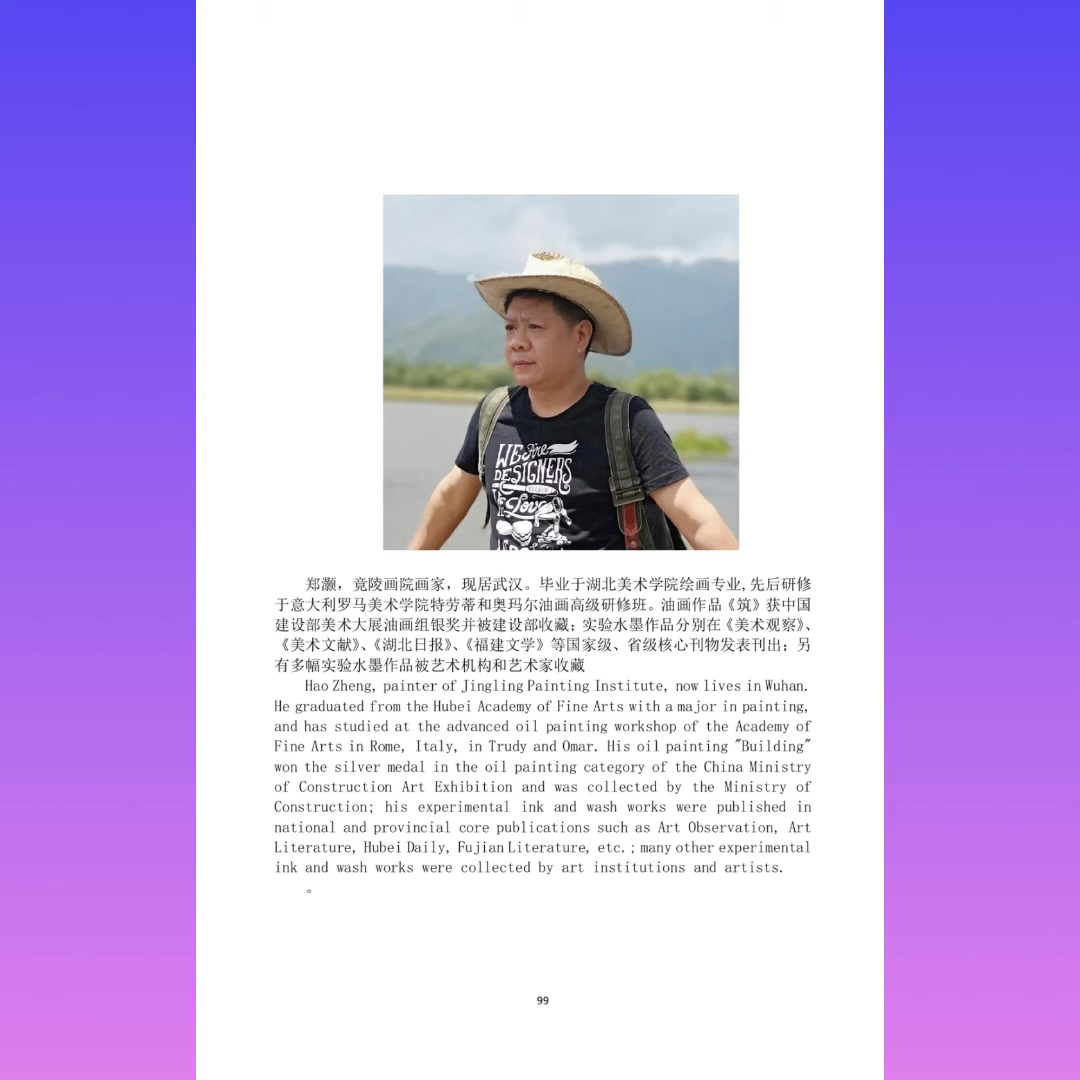 WE Are
DESIGNERS
We Love
郑灏，竟陵画院画家，现居武汉。毕业于湖北美术学院绘画专业,先后研修
于意大利罗马美术学院特劳蒂和奥玛尔油画高级研修班。油画作品《筑》获中国
建设部美术大展油画组银奖并被建设部收藏；实验水墨作品分别在《美术观察》、
《美术文献》、《湖北日报》、《福建文学》等国家级、省级核心刊物发表刊出；另
有多幅实验水墨作品被艺术机构和艺术家收藏
Hao Zheng, painter of Jingling Painting Institute, now lives in Wuhan.
He graduated from the Hubei Academy of Fine Arts with a major in painting,
and has studied at the advanced oil painting workshop of the Academy of
Fine Arts in Rome, Italy, in Trudy and Omar. His oil painting "Building"
won the silver medal in the oil painting category of the China Ministry
of Construction Art Exhibition and was collected by the Ministry of
Construction; his experimental ink and wash works were published in
national and provincial core publications such as Art Observation, Art
Literature, Hubei Daily, Fujian Literature, etc.; many other experimental
ink and wash works were collected by art institutions and artists.
。
99